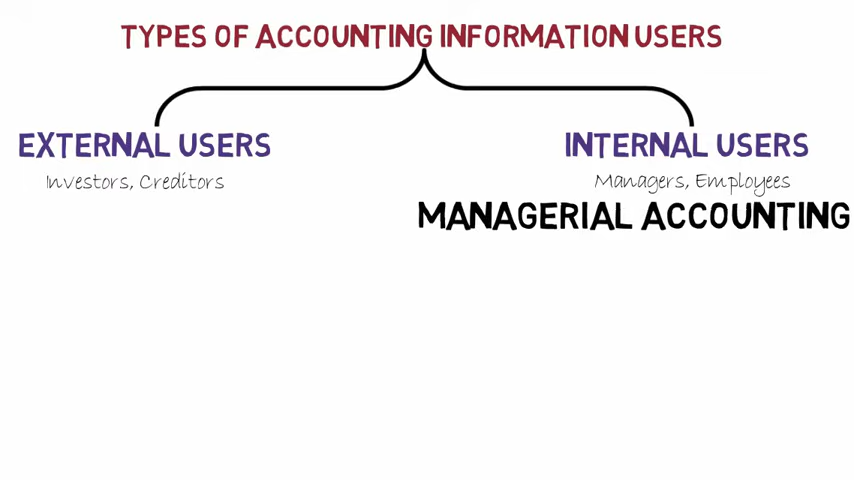 TYPES OF ACCOUNTING INFORMATION USERS
EXTERNAL USERS
Investors, Creditors
INTERNAL USERS
Managers, Employees
MANAGERIAL ACCOUNTING